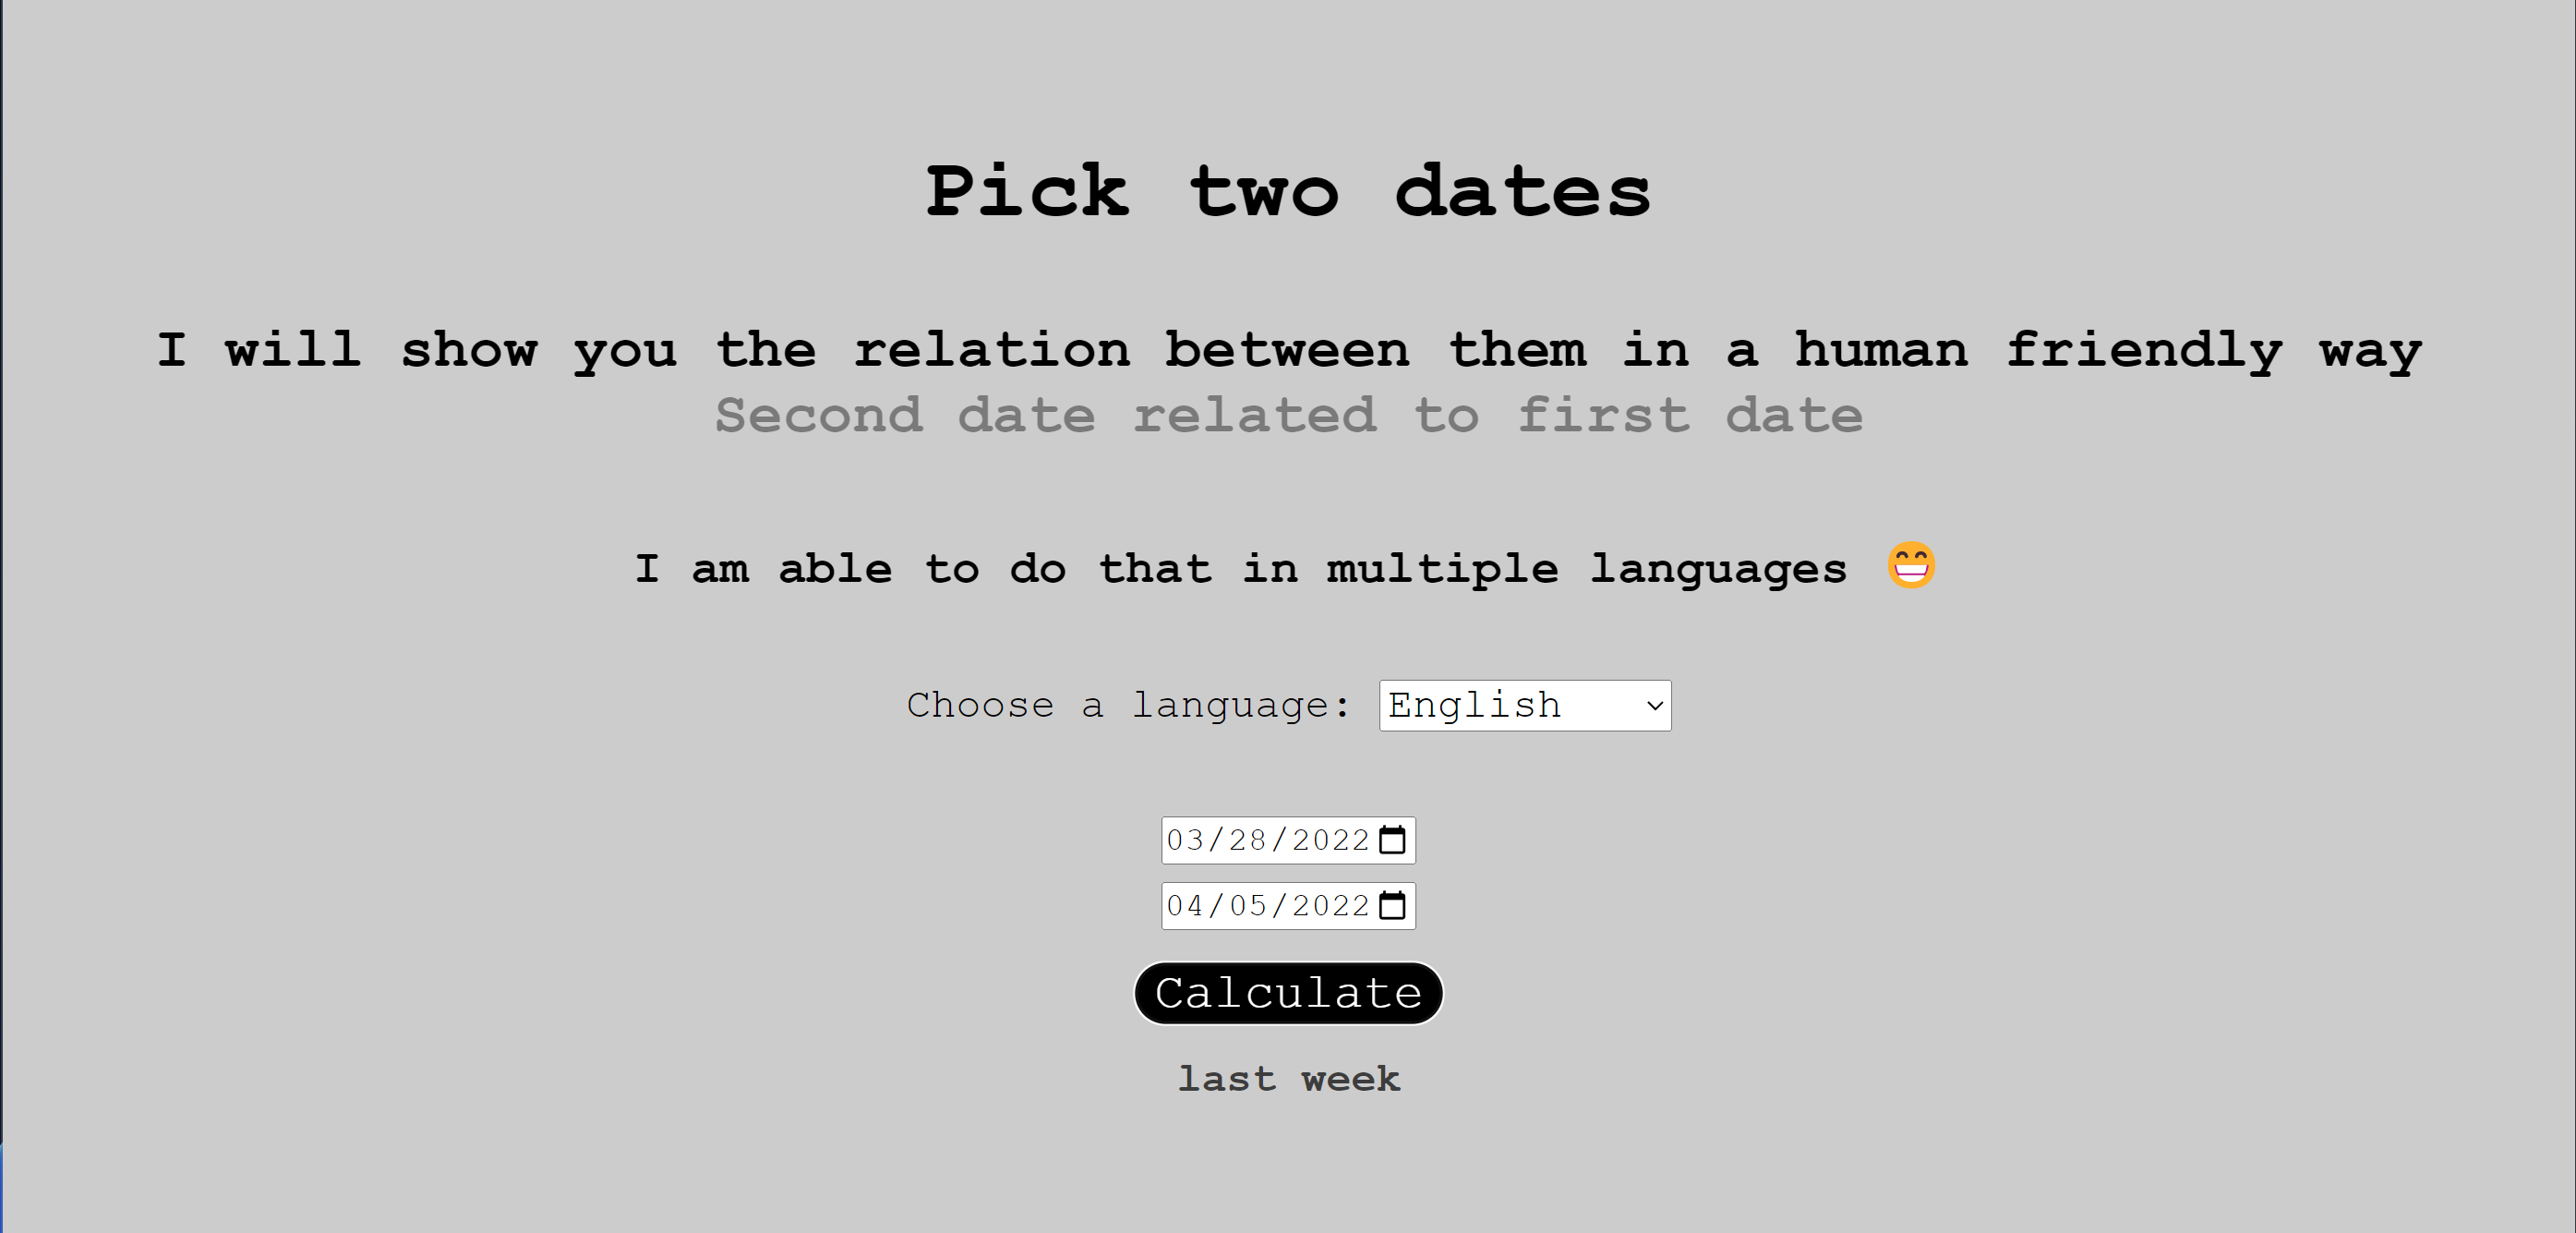 Pick two dates
I will show you the relation between them in a human friendly way
Second date related to first date
I am able to do that in multiple languages 😁
Choose a language: English
03/28/2022
04/05/2022
Calculate
last week